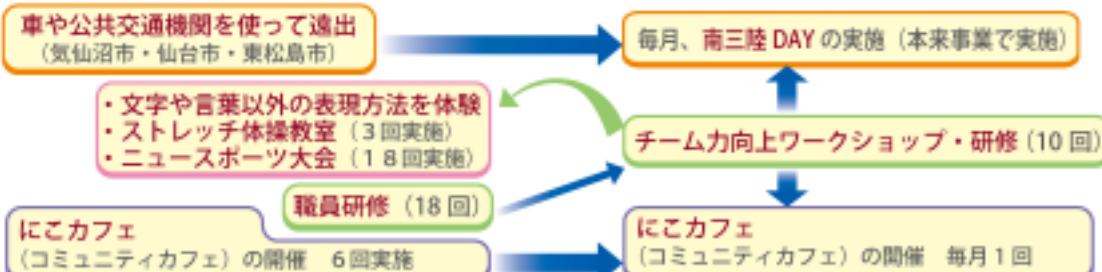 車や公共交通機関を使って遠出
（気仙沼市・仙台市・東松島市）
毎月、南三陸 DAY の実施（本来事業で実施）
・文字や言葉以外の表現方法を体験
・ストレッチ体操教室（３回実施）
・ニュースポーツ大会（１８回実施）
チーム力向上ワークショップ・研修（10 回）
職員研修（18 回）
にこカフェ
（コミュニティカフェ）の開催　６回実施
にこカフェ
（コミュニティカフェ）の開催　毎月１回